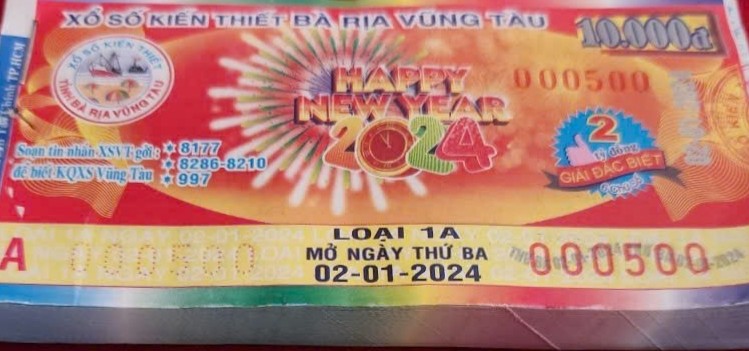 XỔ SỐ KIẾN THIẾT BÀ RỊA VŨNG TÀU
10.000đ
XỔ SỐ KIẾN THIẾT
TỈNH BÀ RỊA VŨNG TÀU
HAPPY
NEW YEAR
2024
000500
Soạn tin nhắn XSVT gởi :
để biết KQXS Vũng Tàu
* 8177
* 8286-8210
* 997
2
tỷ đồng
GIẢI ĐẶC BIỆT
LOẠI 1A
MỞ NGÀY THỨ BA
02-01-2024
A
000500
000500